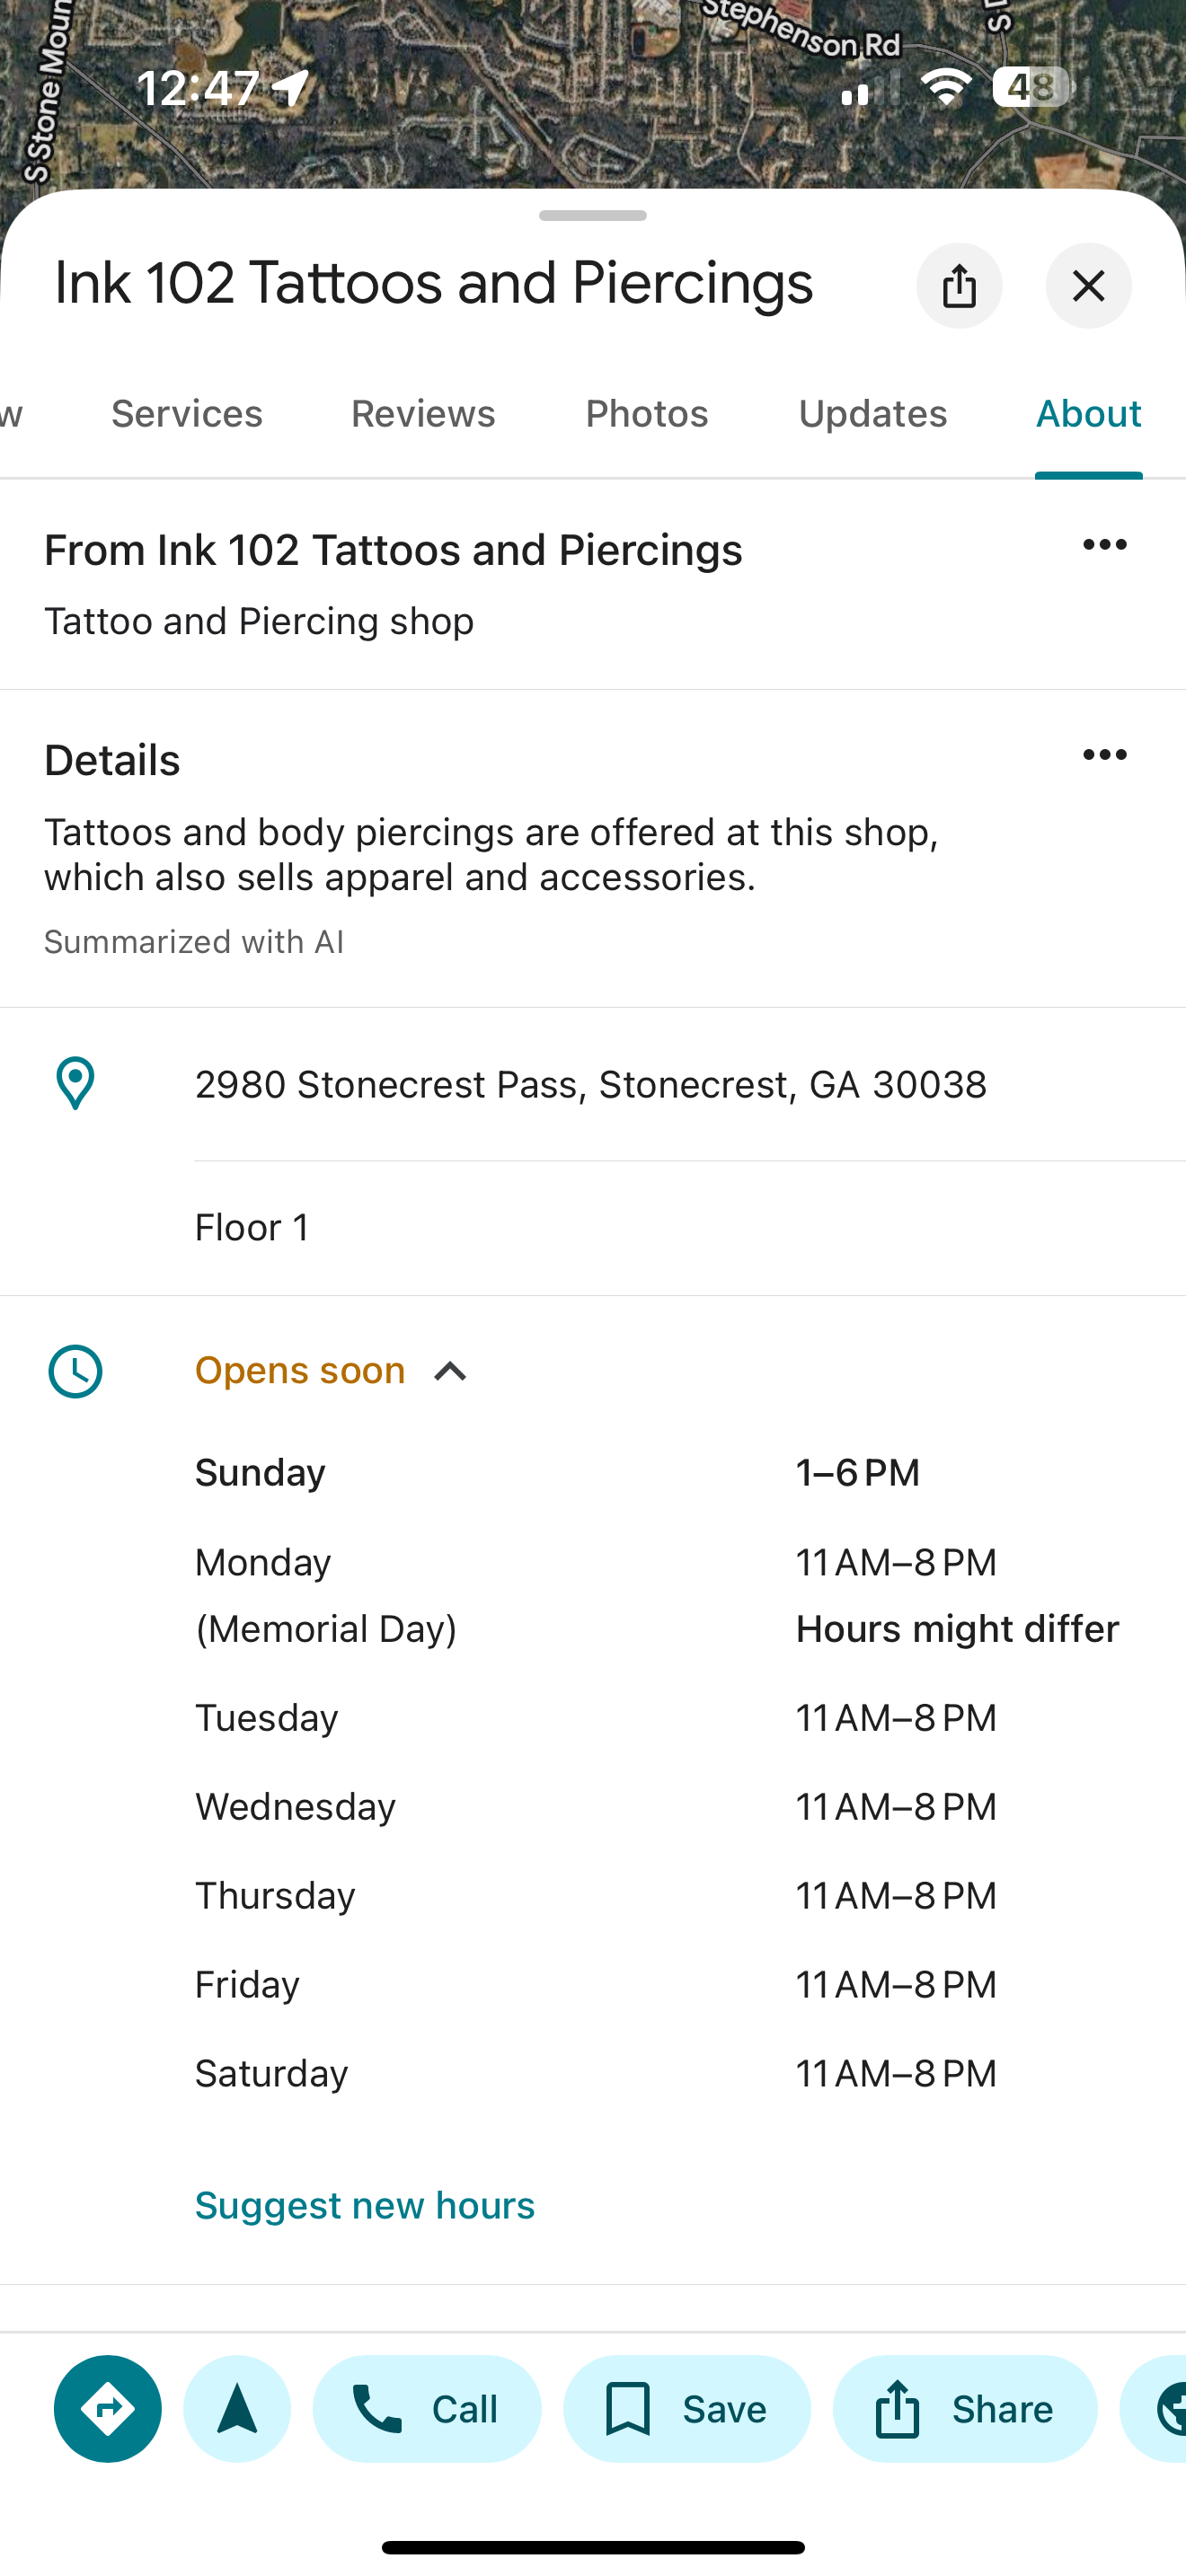 Stephenson Rd
S Stone Moun
12:47
48
Ink 102 Tattoos and Piercings
Services Reviews Photos Updates About
From Ink 102 Tattoos and Piercings
Tattoo and Piercing shop
Details
Tattoos and body piercings are offered at this shop,
which also sells apparel and accessories.
Summarized with AI
2980 Stonecrest Pass, Stonecrest, GA 30038
Floor 1
Opens soon
Sunday 1–6 PM
Monday 11 AM–8 PM
(Memorial Day) Hours might differ
Tuesday 11 AM–8 PM
Wednesday 11 AM–8 PM
Thursday 11 AM–8 PM
Friday 11 AM–8 PM
Saturday 11 AM–8 PM
Suggest new hours
Call Save Share